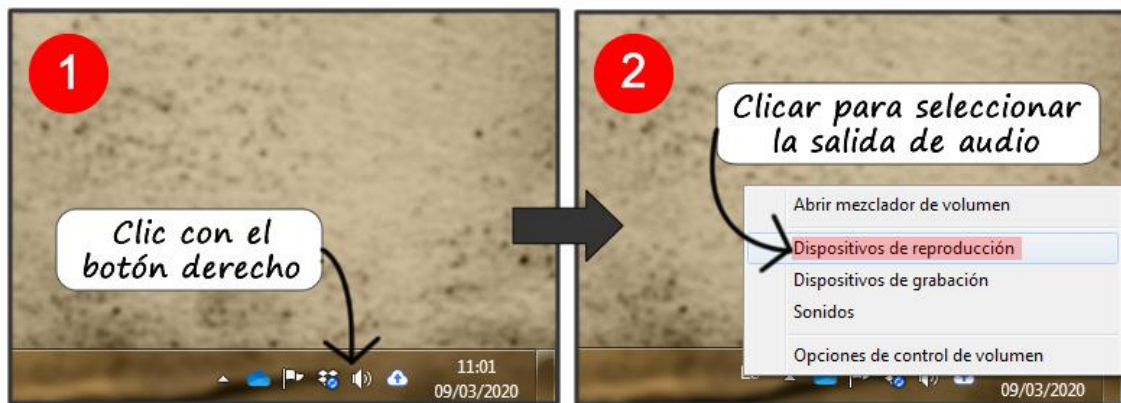 1
Clic con el
botón derecho
11:01
09/03/2020
2
Clicar para seleccionar
la salida de audio
Abrir mezclador de volumen
Dispositivos de reproducción
Dispositivos de grabación
Sonidos
Opciones de control de volumen
09/03/2020